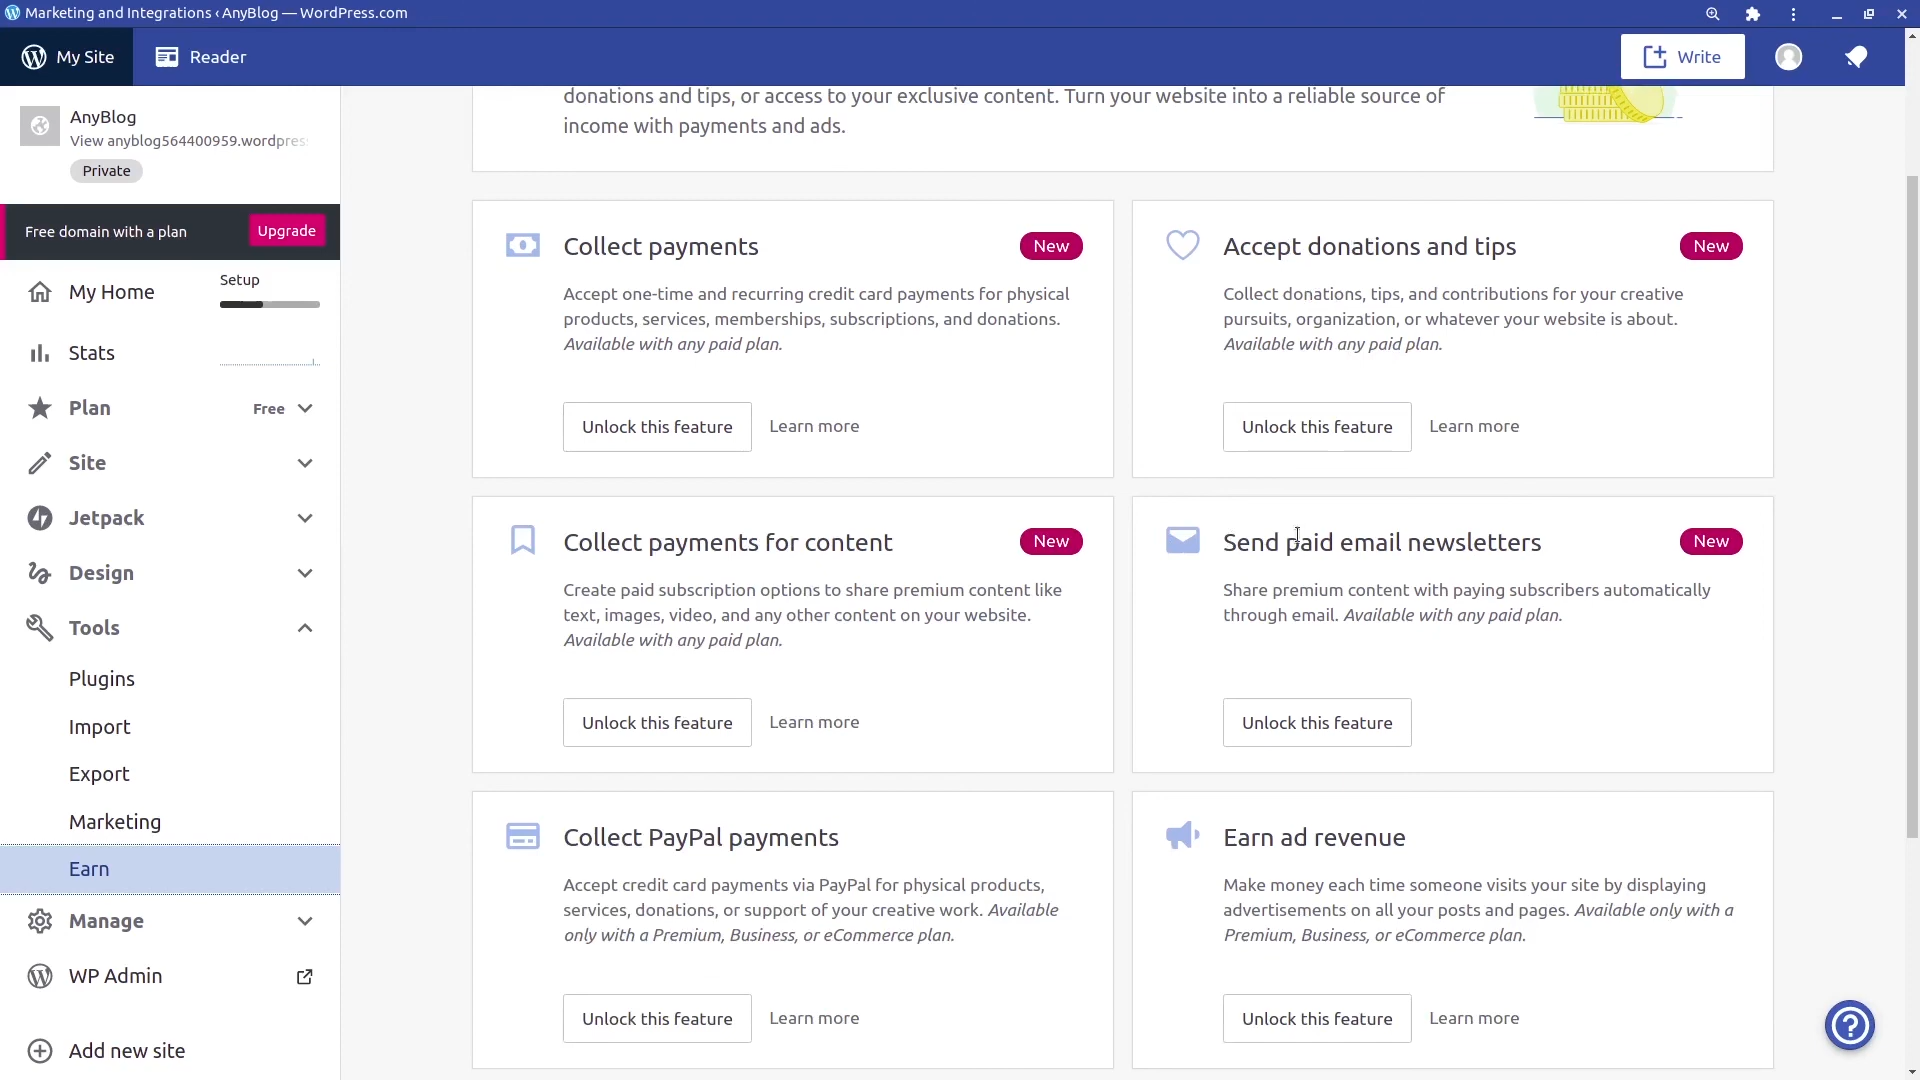 Marketing and Integrations ‹ AnyBlog — WordPress.com
My Site
Reader
Write
AnyBlog
View anyblog564400959.wordpres
Private
Free domain with a plan
Upgrade
My Home
Setup
Stats
Plan
Free
Site
Jetpack
Design
Tools
Plugins
Import
Export
Marketing
Earn
Manage
WP Admin
Add new site
donations and tips, or access to your exclusive content. Turn your website into a reliable source of
income with payments and ads.
Collect payments
New
Accept one-time and recurring credit card payments for physical
products, services, memberships, subscriptions, and donations.
Available with any paid plan.
Unlock this feature
Learn more
Accept donations and tips
New
Collect donations, tips, and contributions for your creative
pursuits, organization, or whatever your website is about.
Available with any paid plan.
Unlock this feature
Learn more
Collect payments for content
New
Create paid subscription options to share premium content like
text, images, video, and any other content on your website.
Available with any paid plan.
Unlock this feature
Learn more
Send paid email newsletters
New
Share premium content with paying subscribers automatically
through email. Available with any paid plan.
Unlock this feature
Collect PayPal payments
Accept credit card payments via PayPal for physical products,
services, donations, or support of your creative work. Available
only with a Premium, Business, or eCommerce plan.
Unlock this feature
Learn more
Earn ad revenue
Make money each time someone visits your site by displaying
advertisements on all your posts and pages. Available only with a
Premium, Business, or eCommerce plan.
Unlock this feature
Learn more